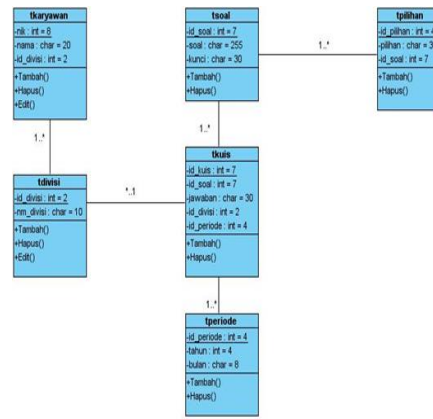 tkaryawan
-nik : int = 8
-nama : char = 20
-id_divisi : int = 2
+Tambah()
+Hapus()
+Edit()
tsoal
-id_soal : int = 7
-soal : char = 255
-kunci : char = 30
+Tambah()
+Hapus()
tpilihan
-id_pilihan : int = 4
-pilihan : char = 3
-id_soal : int = 7
+Tambah()
+Hapus()
1..*
1..*
1..*
tdivisi
-id_divisi : int = 2
-nm_divisi : char = 10
+Tambah()
+Hapus()
+Edit()
*..1
tkuis
-id_kuis : int = 7
-id_soal : int = 7
-jawaban : char = 30
-id_divisi : int = 2
-id_periode : int = 4
+Tambah()
+Hapus()
1..*
tperiode
-id_periode : int = 4
-tahun : int = 4
-bulan : char = 8
+Tambah()
+Hapus()